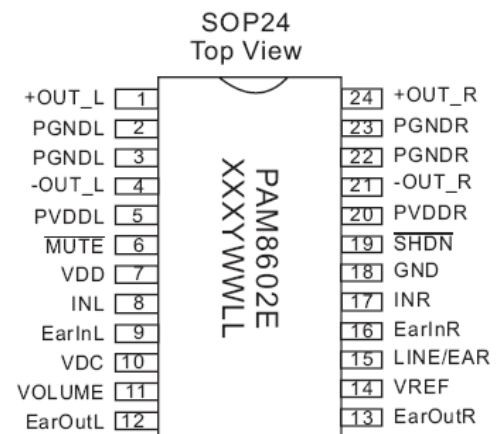 SOP24
Top View
+OUT_L 1
PGNDL 2
PGNDL 3
-OUT_L 4
PVDDL 5
MUTE 6
VDD 7
INL 8
EarInL 9
VDC 10
VOLUME 11
EarOutL 12
PAM8602E
XXXYWWLL
24 +OUT_R
23 PGNDR
22 PGNDR
21 -OUT_R
20 PVDDR
19 SHDN
18 GND
17 INR
16 EarInR
15 LINE/EAR
14 VREF
13 EarOutR